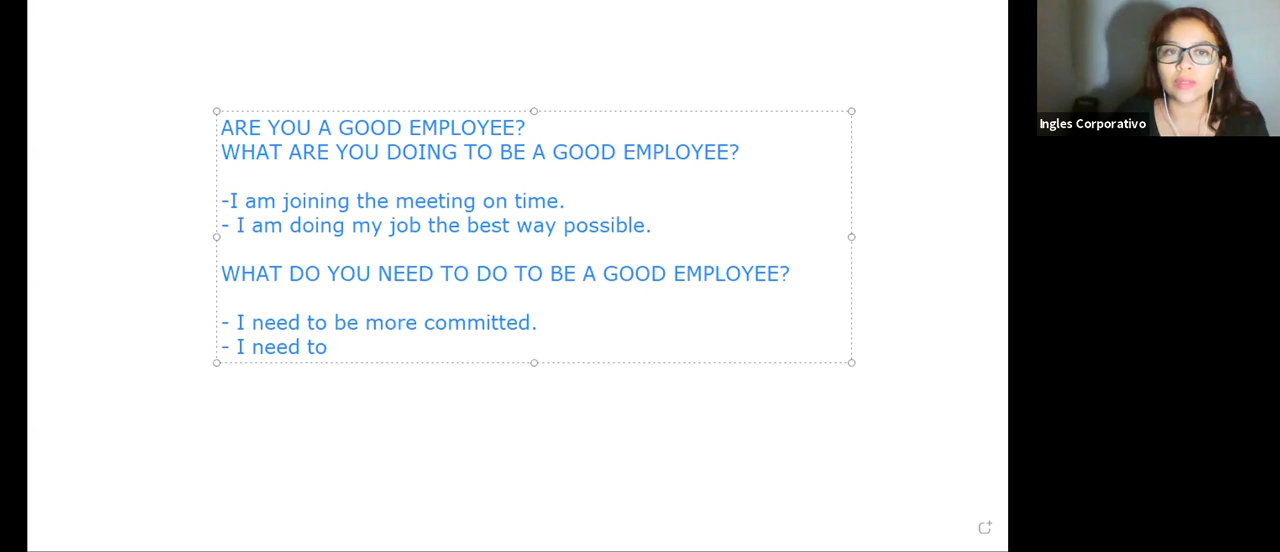 ARE YOU A GOOD EMPLOYEE?
WHAT ARE YOU DOING TO BE A GOOD EMPLOYEE?
-I am joining the meeting on time.
- I am doing my job the best way possible.
WHAT DO YOU NEED TO DO TO BE A GOOD EMPLOYEE?
- I need to be more committed.
- I need to
Ingles Corporativo